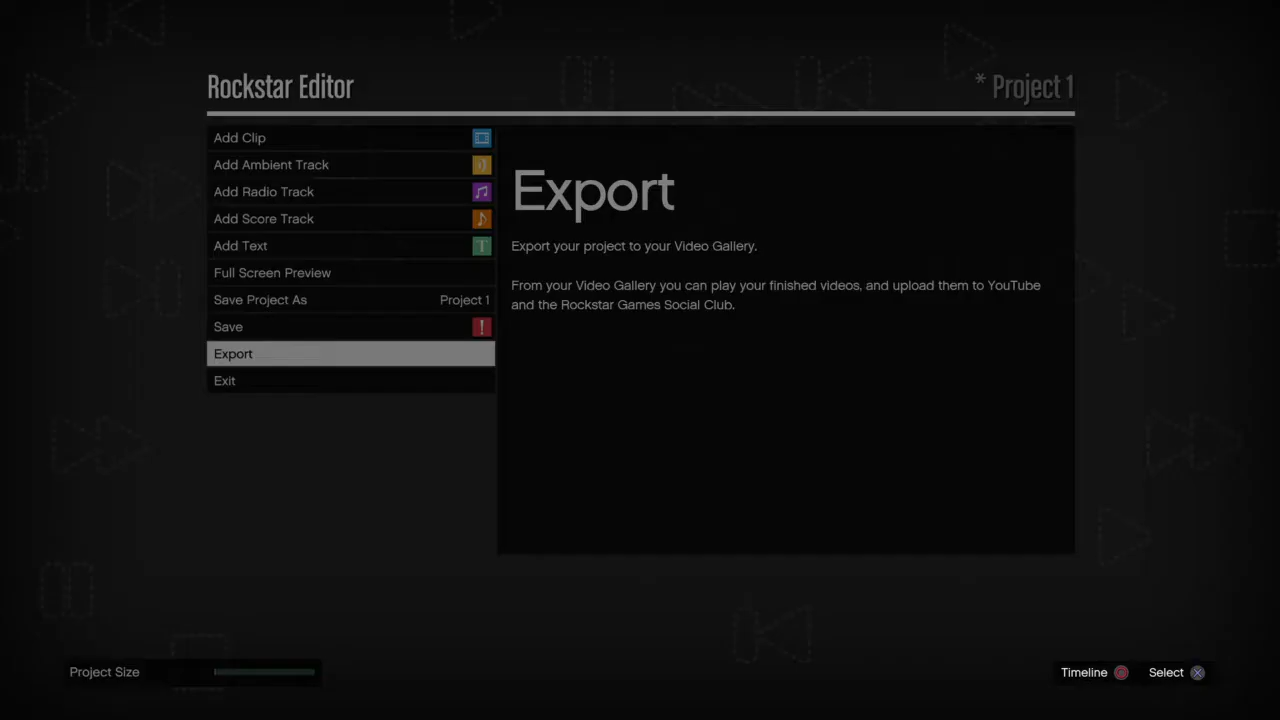 Rockstar Editor
* Project 1
Add Clip
Add Ambient Track
Add Radio Track
Add Score Track
Add Text
Full Screen Preview
Save Project As Project 1
Save
Export
Exit
Export
Export your project to your Video Gallery.
From your Video Gallery you can play your finished videos, and upload them to YouTube
and the Rockstar Games Social Club.
Project Size
Timeline Select